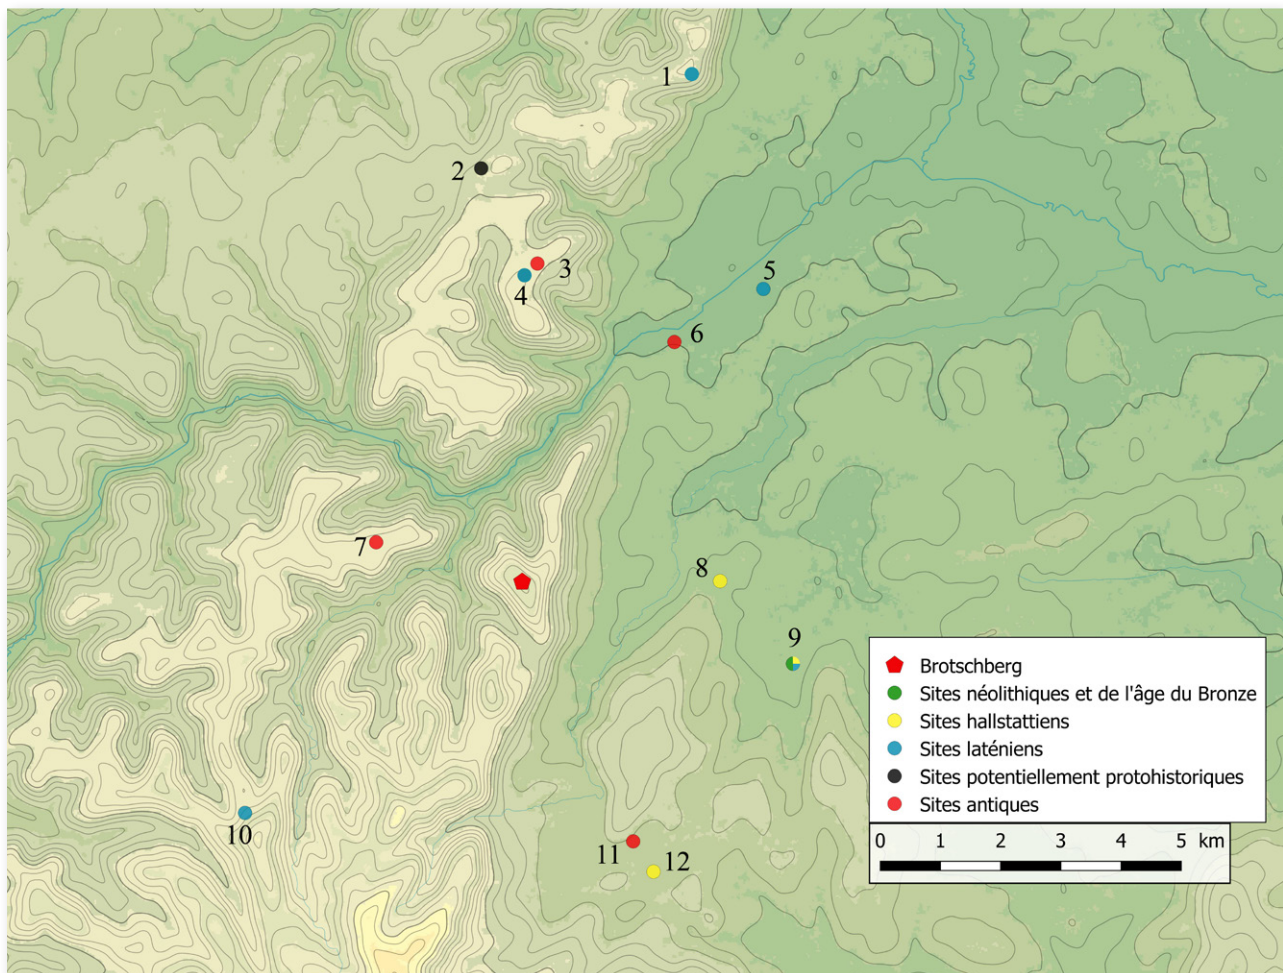 1
2
3
4
5
6
7
8
9
Brotschberg
Sites néolithiques et de l'âge du Bronze
Sites hallstattiens
Sites laténiens
Sites potentiellement protohistoriques
Sites antiques
10
11
12
0 1 2 3 4 5 km